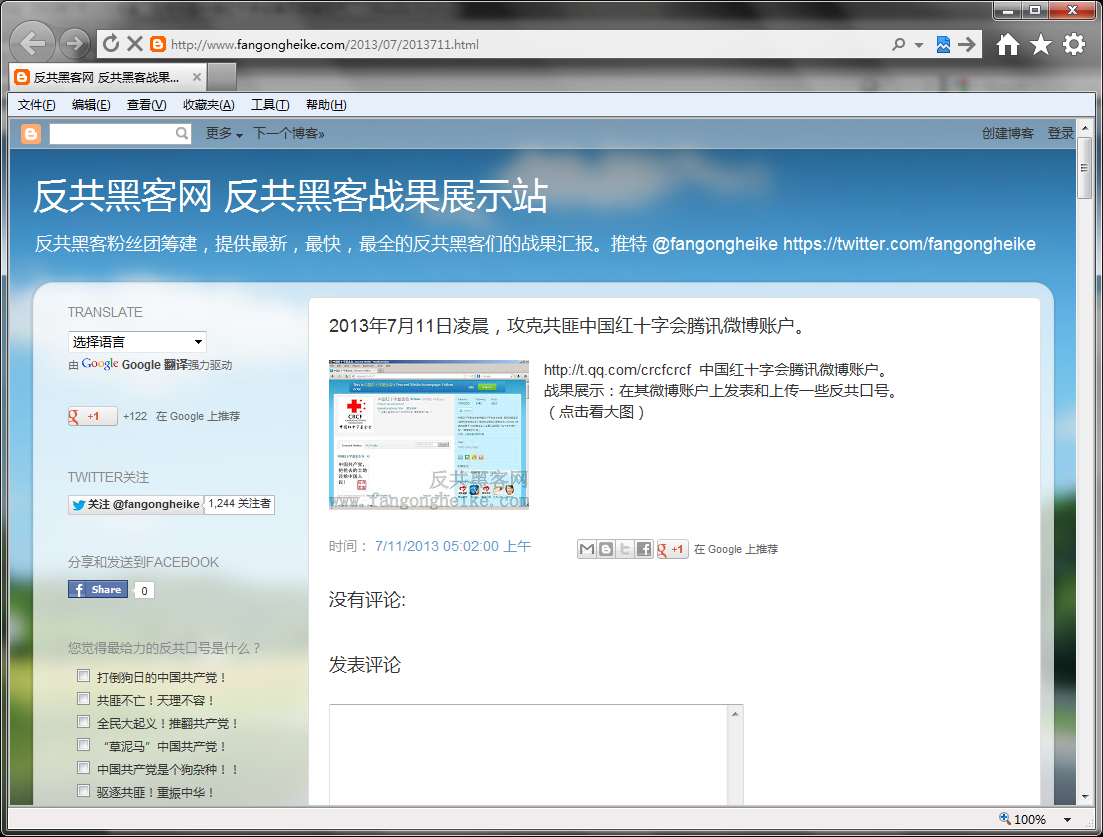 http://www.fangongheike.com/2013/07/2013711.html
反共黑客网 反共黑客战果...
文件(F) 编辑(E) 查看(V) 收藏夹(A) 工具(T) 帮助(H)
更多 下一个博客» 创建博客 登录
反共黑客网 反共黑客战果展示站
反共黑客粉丝团筹建，提供最新，最快，最全的反共黑客们的战果汇报。推特 @fangongheike https://twitter.com/fangongheike
TRANSLATE
选择语言
由 Google Google 翻译强力驱动
+1 +122 在 Google 上推荐
TWITTER关注
关注 @fangongheike 1,244 关注者
分享和发送到FACEBOOK
Share 0
您觉得最给力的反共口号是什么？
打倒狗日的中国共产党！
共匪不亡！天理不容！
全民大起义！推翻共产党！
“草泥马”中国共产党！
中国共产党是个狗杂种！！
驱逐共匪！重振中华！
2013年7月11日凌晨，攻克共匪中国红十字会腾讯微博账户。
http://t.qq.com/crcfcrcf 中国红十字会腾讯微博账户。
战果展示：在其微博账户上发表和上传一些反共口号。
（点击看大图）
CRCF
反共黑客网
www.fangongheike.com
时间： 7/11/2013 05:02:00 上午
+1 在 Google 上推荐
没有评论:
发表评论
100%